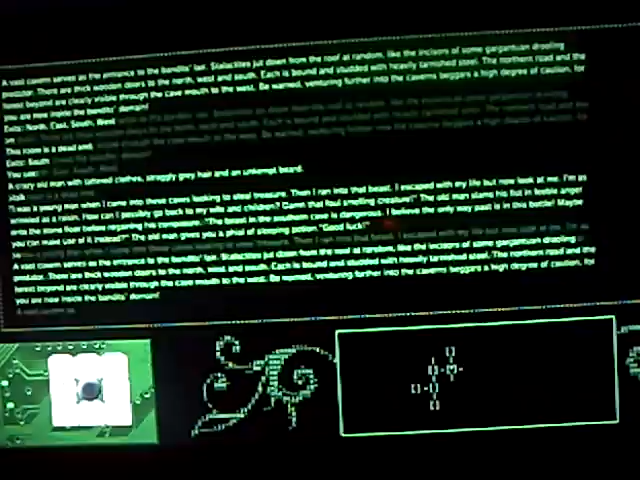 A vast cavern serves as the entrance to the bandits' lair. Stalactites jut down from the roof at random, like the incisors of some gargantuan drooling
predator. There are thick wooden doors to the north, west and south. Each is bound and studded with heavily tarnished steel. The northern road and the
forest beyond are clearly visible through the cave mouth to the west. Be warned, venturing further into the caverns beggars a high degree of caution, for
you are now inside the bandits' domain!
Exits: North, East, South, West
This room is a dead end.
Exits: South
You see:
A crazy old man with tattered clothes, straggly grey hair and an unkempt beard.
"I was a young man when I came into these caves looking to steal treasure. Then I ran into that beast. I escaped with my life but now look at me. I'm as
as a How can I possibly go back to my wife and children? Damn that foul smelling creature!" The old man slams his fist in feeble anger
onto the stone floor before regaining his composure. "The beast in the southern cave is dangerous. I believe the only way past is in this bottle! Maybe
you can make use of it instead?" The old man gives you a phial of sleeping potion. "Good luck!"
A vast cavern serves as the entrance to the bandits' lair. Stalactites jut down from the roof at random, like the incisors of some gargantuan drooling
predator. There are thick wooden doors to the north, west and south. Each is bound and studded with heavily tarnished steel. The northern road and the
forest beyond are clearly visible through the cave mouth to the west. Be warned, venturing further into the caverns beggars a high degree of caution, for
you are now inside the bandits' domain!